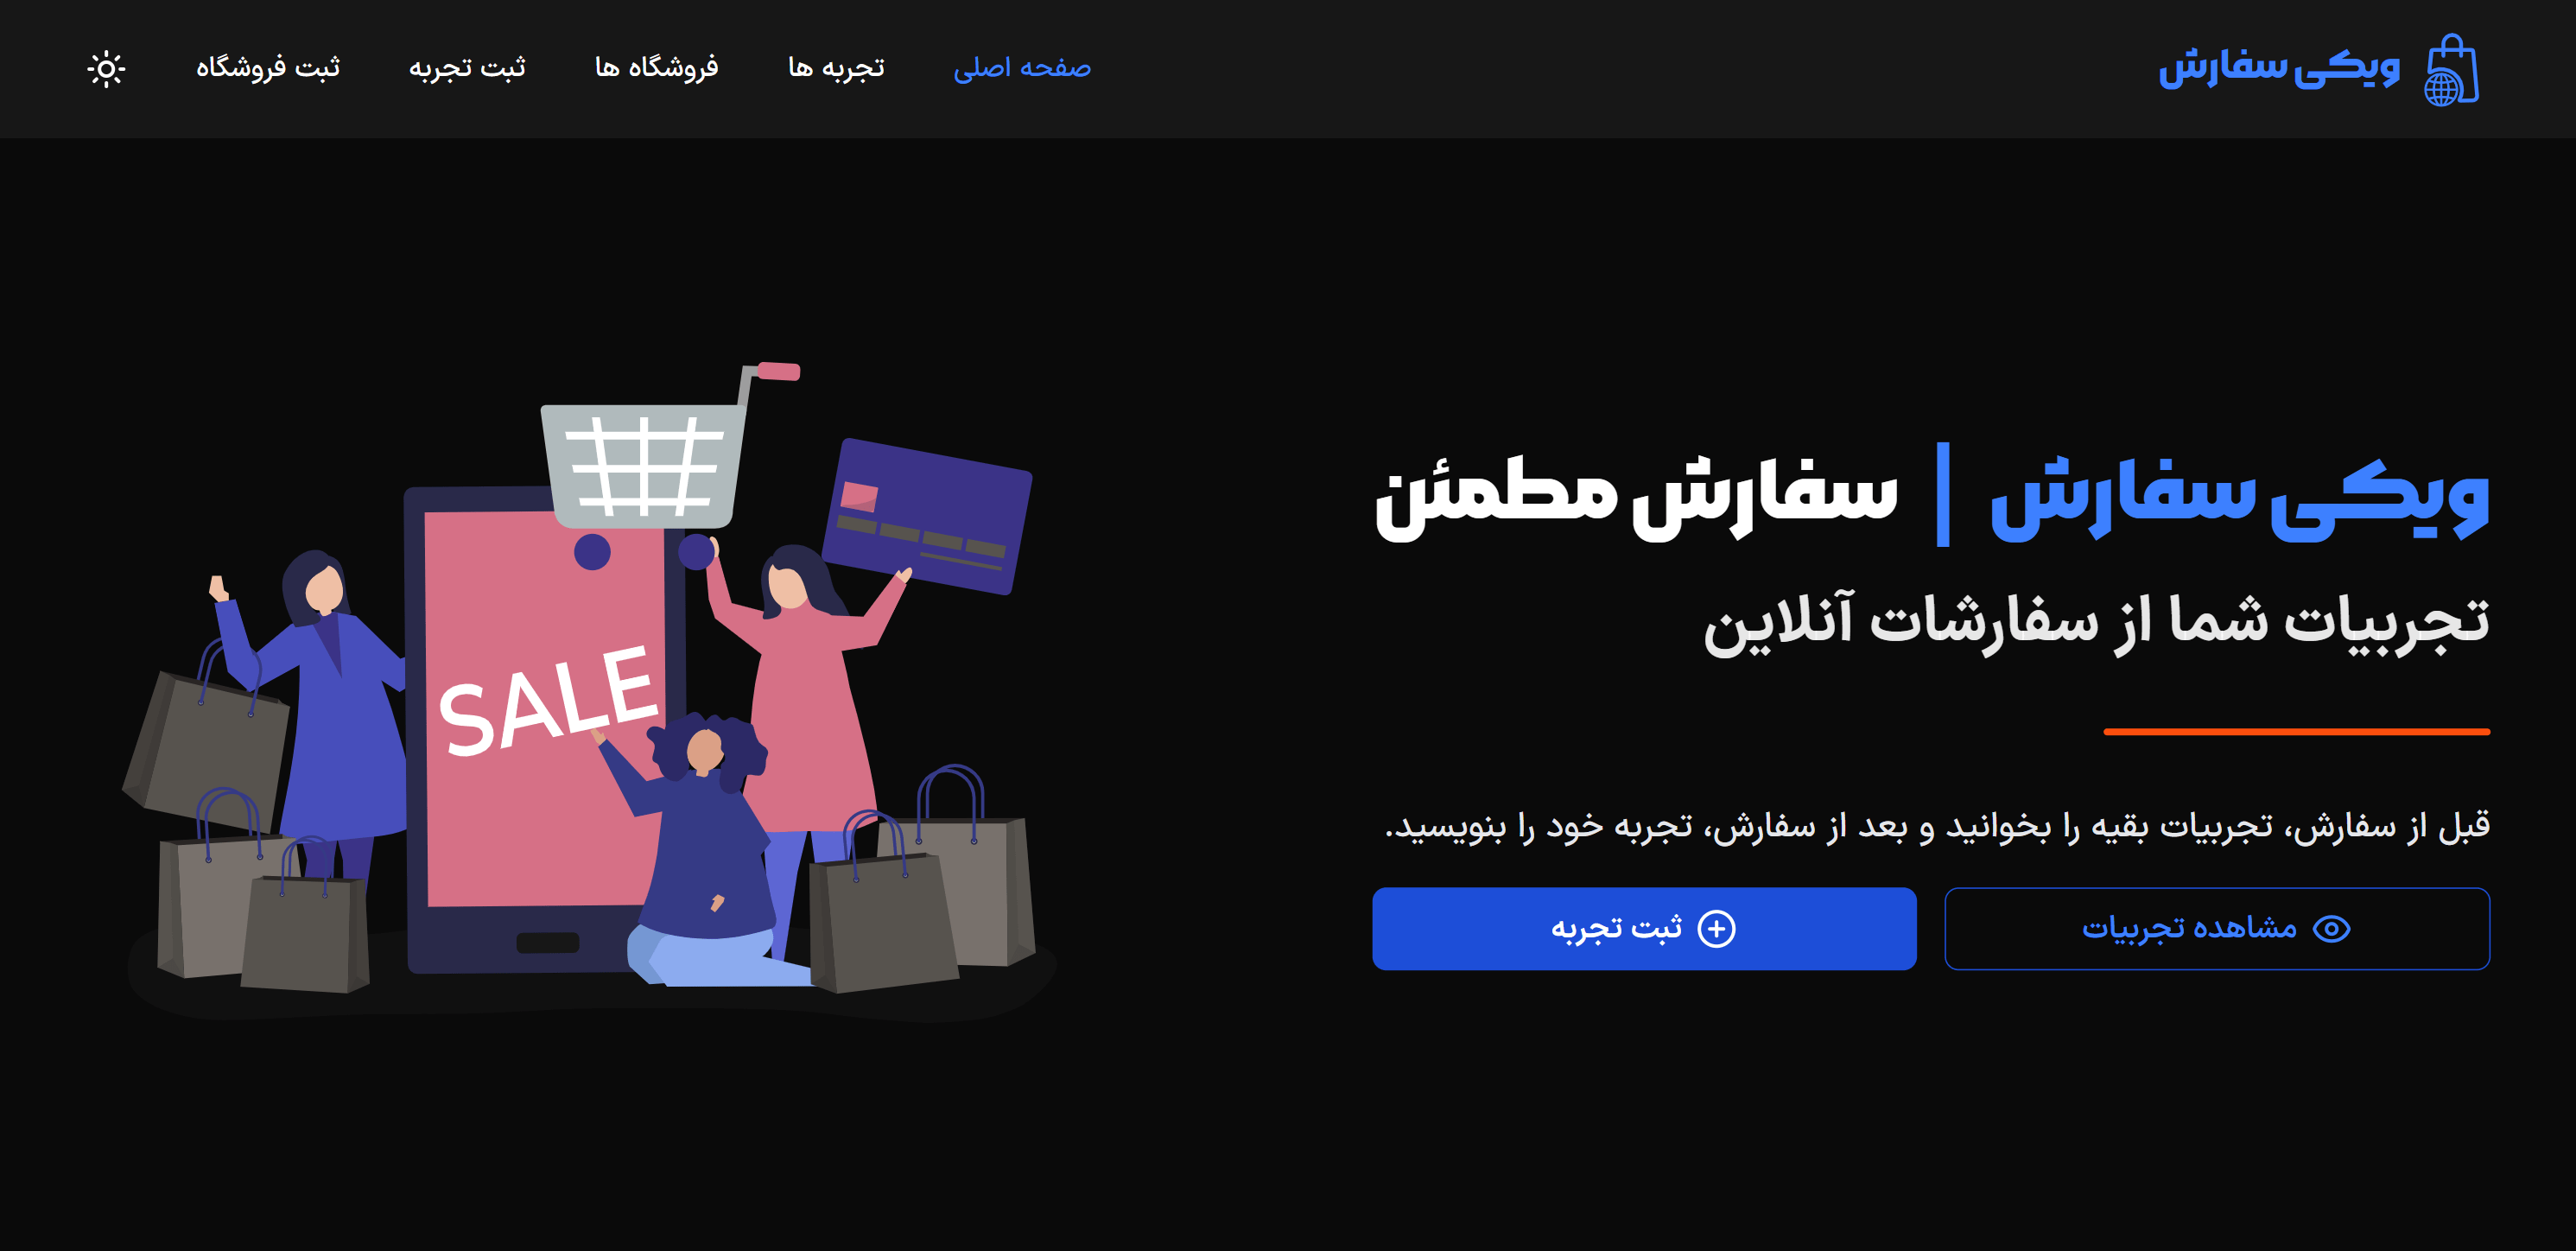 ویکی سفارش
صفحه اصلی
تجربه ها
فروشگاه ها
ثبت تجربه
ثبت فروشگاه
ویکی سفارش | سفارش مطمئن
تجربیات شما از سفارشات آنلاین
قبل از سفارش، تجربیات بقیه را بخوانید و بعد از سفارش، تجربه خود را بنویسید.
مشاهده تجربیات
ثبت تجربه
SALE